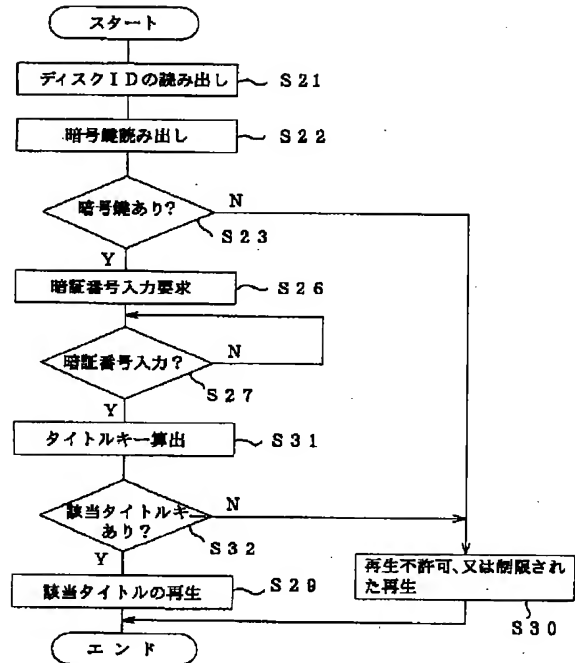 スタート
ディスクIDの読み出し
S21
暗号鍵読み出し
S22
暗号鍵あり?
N
S23
Y
暗証番号入力要求
S26
暗証番号入力?
N
S27
Y
タイトルキー算出
S31
該当タイトルキー
あり?
N
S32
Y
該当タイトルの再生
S29
再生不許可、又は制限され
た再生
S30
エンド